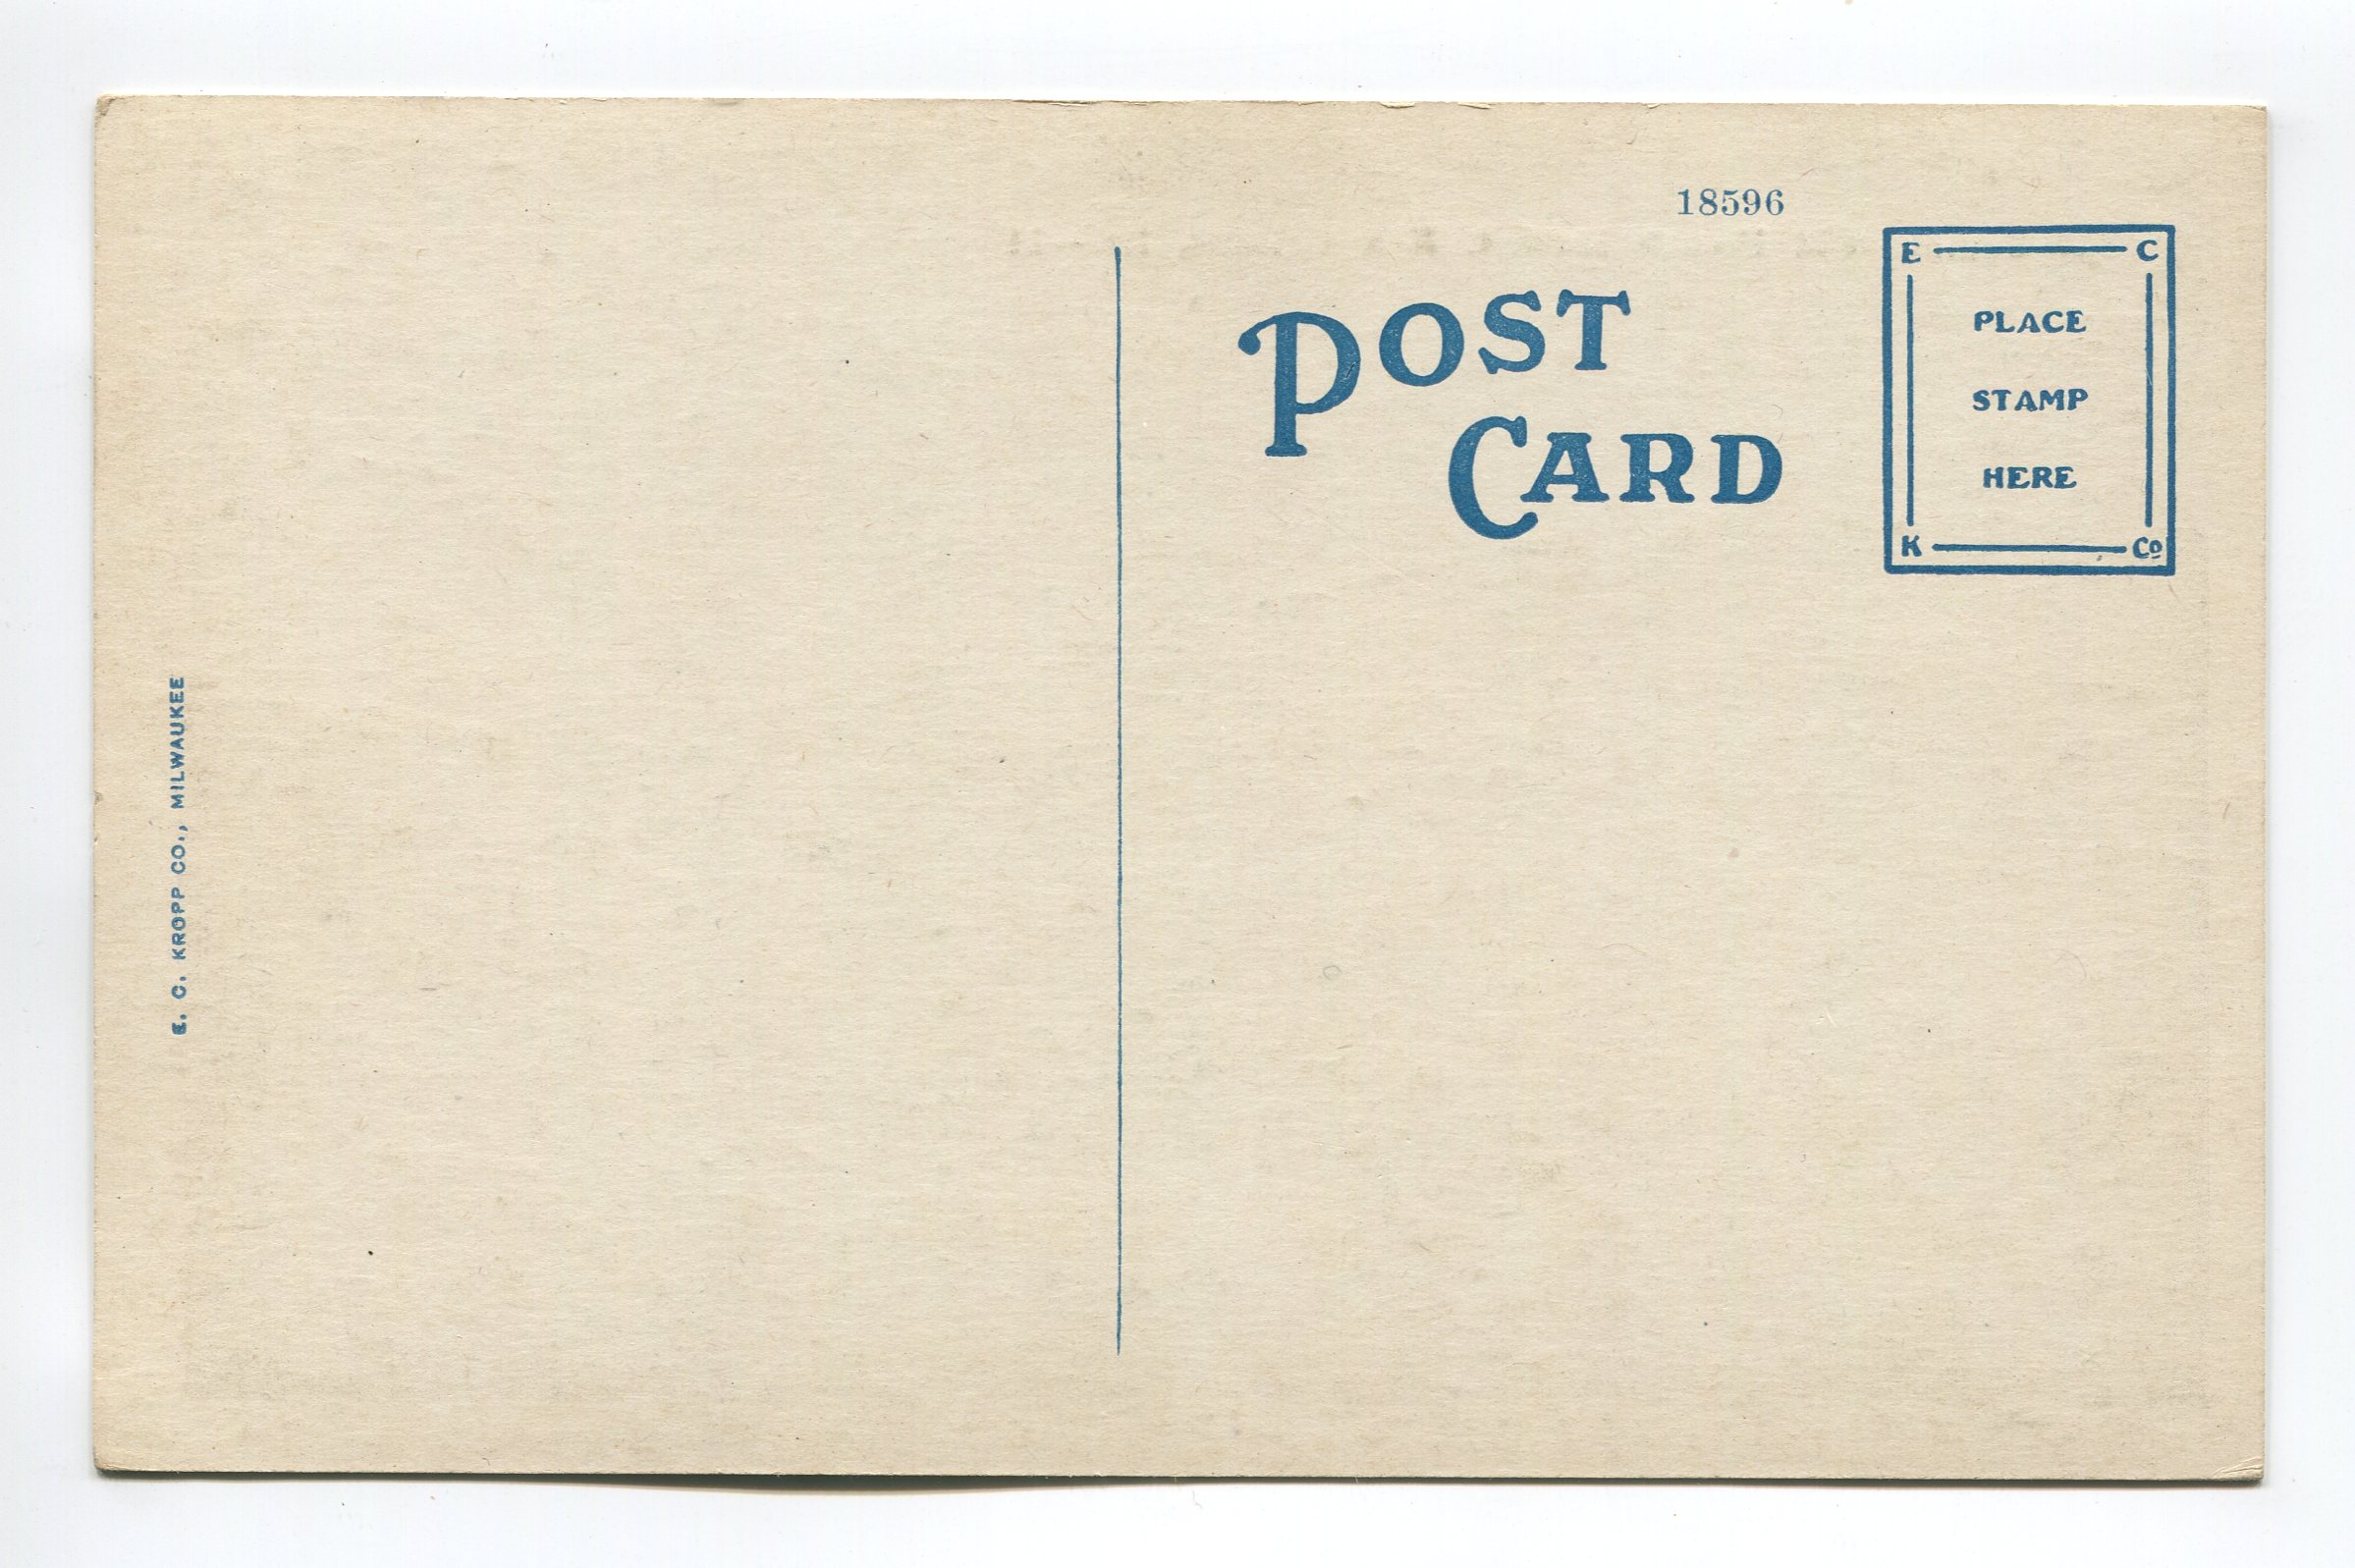 18596
POST
CARD
E C
PLACE
STAMP
HERE
K Co
E. C. KROPP CO., MILWAUKEE